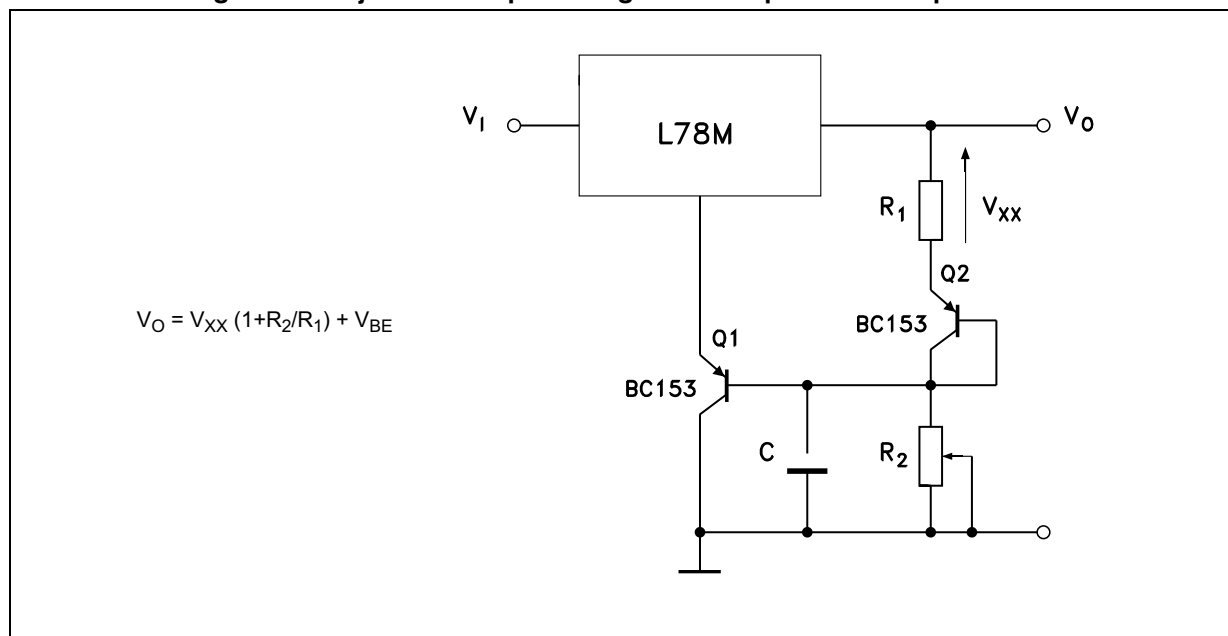 V_I
L78M
V_O
R_1
V_XX
Q2
V_O = V_XX (1+R_2/R_1) + V_BE
BC153
Q1
BC153
C
R_2